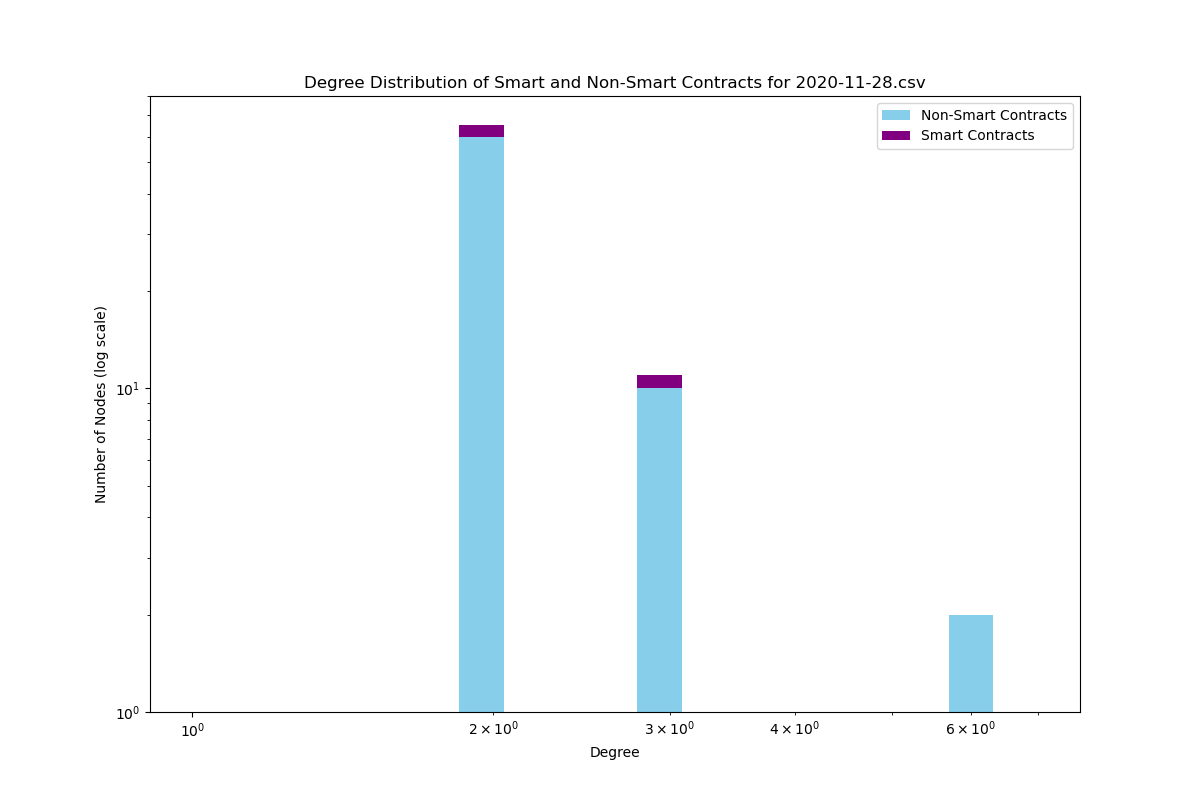 Degree Distribution of Smart and Non-Smart Contracts for 2020-11-28.csv
Non-Smart Contracts
Smart Contracts
Number of Nodes (log scale)
10¹
10⁰
10⁰
2 × 10⁰
3 × 10⁰
4 × 10⁰
6 × 10⁰
Degree